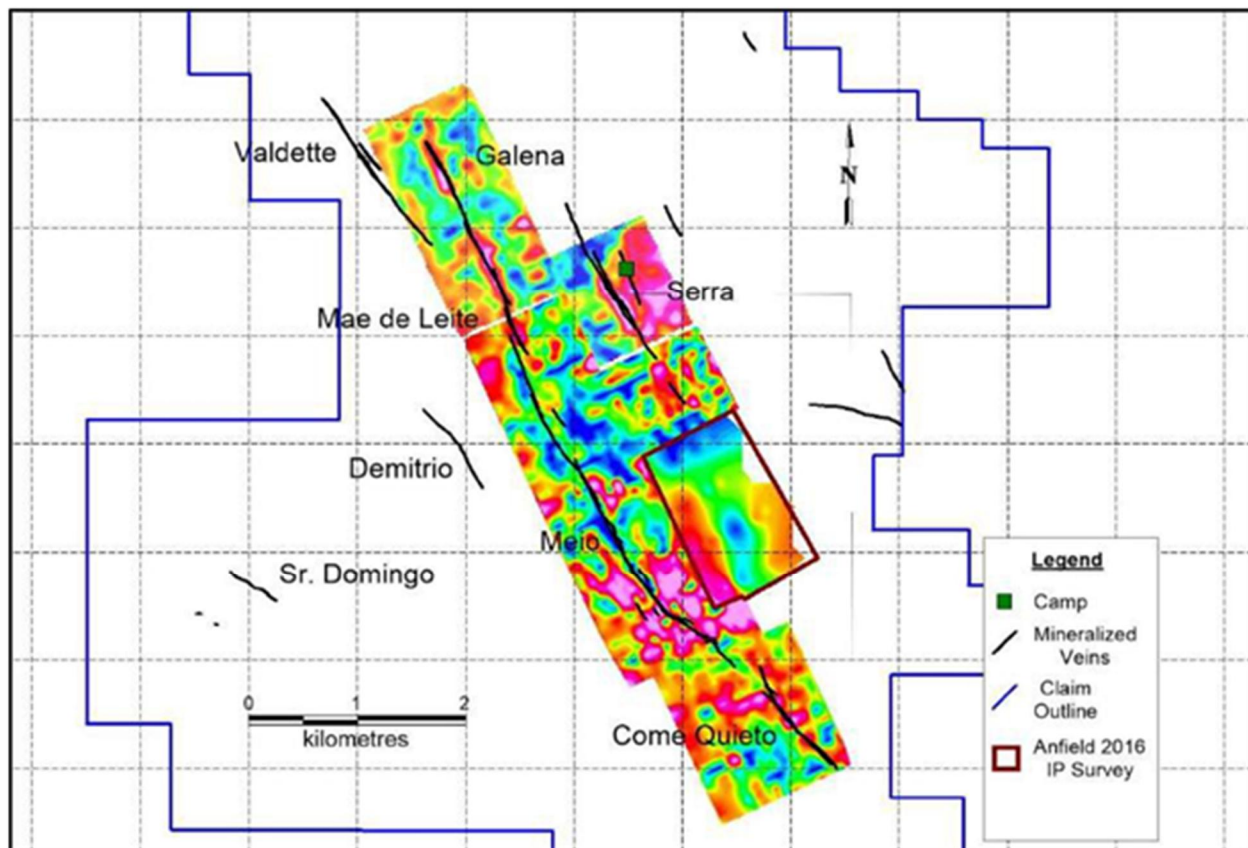 Valdette
Galena
N
Serra
Mae de Leite
Demitrio
Meio
Sr. Domingo
0 1 2
kilometres
Come Quieto
Legend
Camp
Mineralized
Veins
Claim
Outline
Anfield 2016
IP Survey